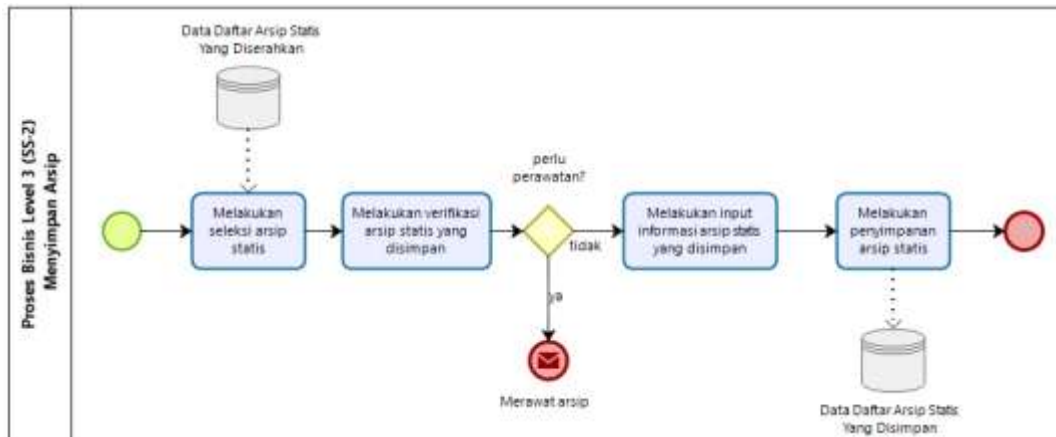 Proses Bisnis Level 3 (SS-2)
Menyimpan Arsip
Data Daftar Arsip Statis
Yang Diserahkan
Melakukan
seleksi arsip
statis
Melakukan verifikasi
arsip statis yang
disimpan
perlu
perawatan?
tidak
ya
Merawat arsip
Melakukan input
informasi arsip statis
yang disimpan
Melakukan
penyimpanan
arsip statis
Data Daftar Arsip Statis
Yang Disimpan